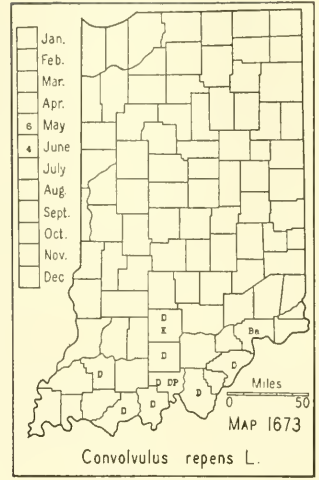 Jan.
Feb.
Mar.
Apr.
6 May
4 June
July
Aug.
Sept.
Oct.
Nov.
Dec
D
K
Bn
D
D
D
D DP
D
D
D
Miles
0 50
MAP 1673
Convolvulus repens L.